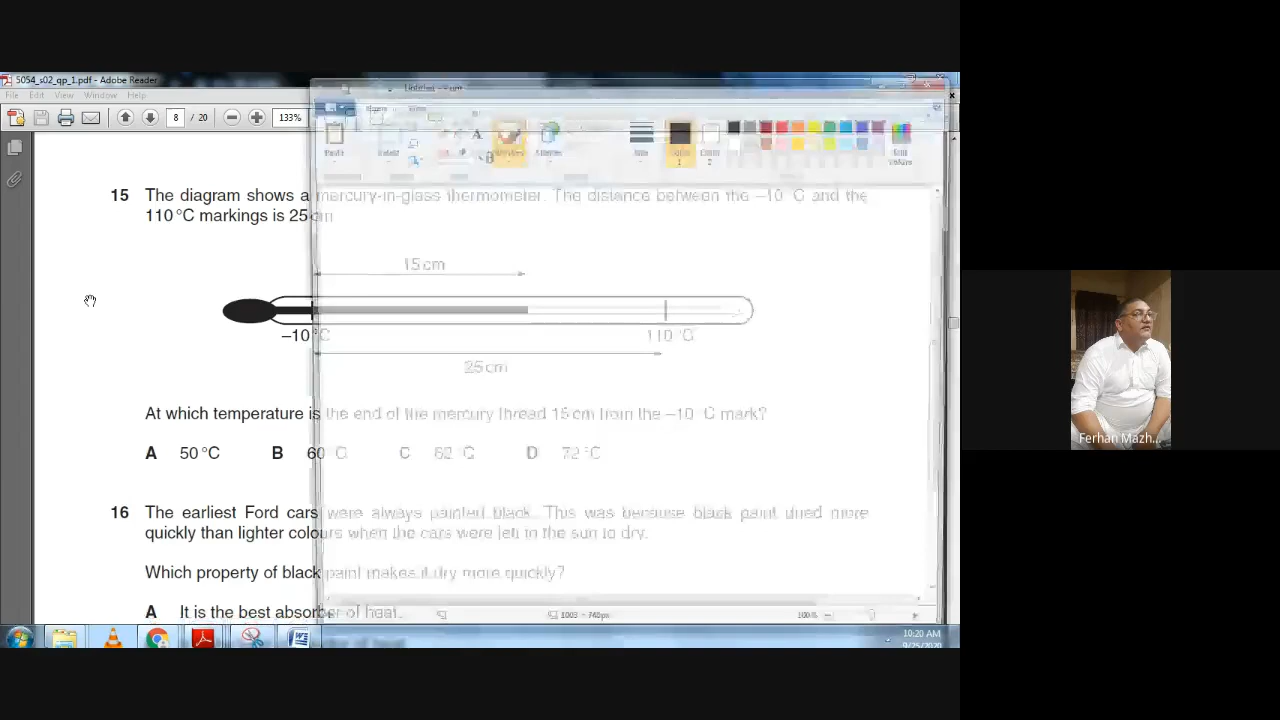 5054_s02_qp_1.pdf - Adobe Reader
File Edit View Window Help
8 / 20 133%
Paste
15 The diagram shows a mercury-in-glass thermometer. The distance between the –10 °C and the
110 °C markings is 25 cm
15 cm
–10 °C 110 °C
25 cm
At which temperature is the end of the mercury thread 15 cm from the –10 °C mark?
A 50 °C B 60 °C C 62 °C D 72 °C
16 The earliest Ford cars were always painted black. This was because black paint dried more
quickly than lighter colours when the cars were left in the sun to dry.
Which property of black paint makes it dry more quickly?
A It is the best absorber of heat.
100%
10:20 AM
9/25/2020
Ferhan Mazh...